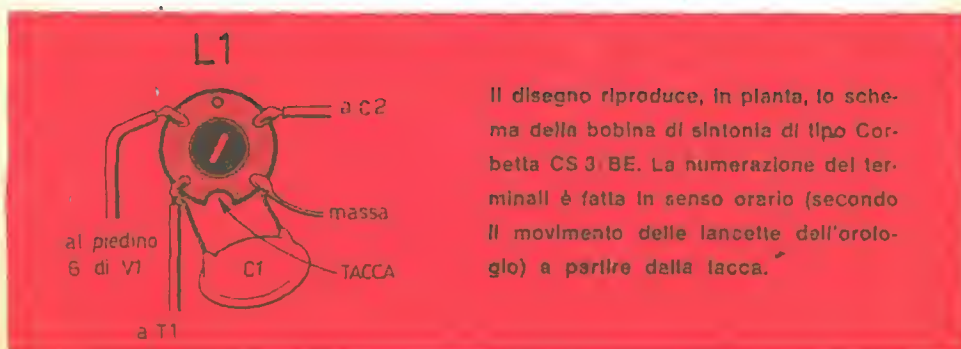 L1
a C2
massa
al piedino
6 di V1
C1
TACCA
a T1
Il disegno riproduce, in pianta, lo sche-
ma della bobina di sintonia di tipo Cor-
betta CS 3/BE. La numerazione dei ter-
minali è fatta in senso orario (secondo
il movimento delle lancette dell'orolo-
gio) a partire dalla tacca.